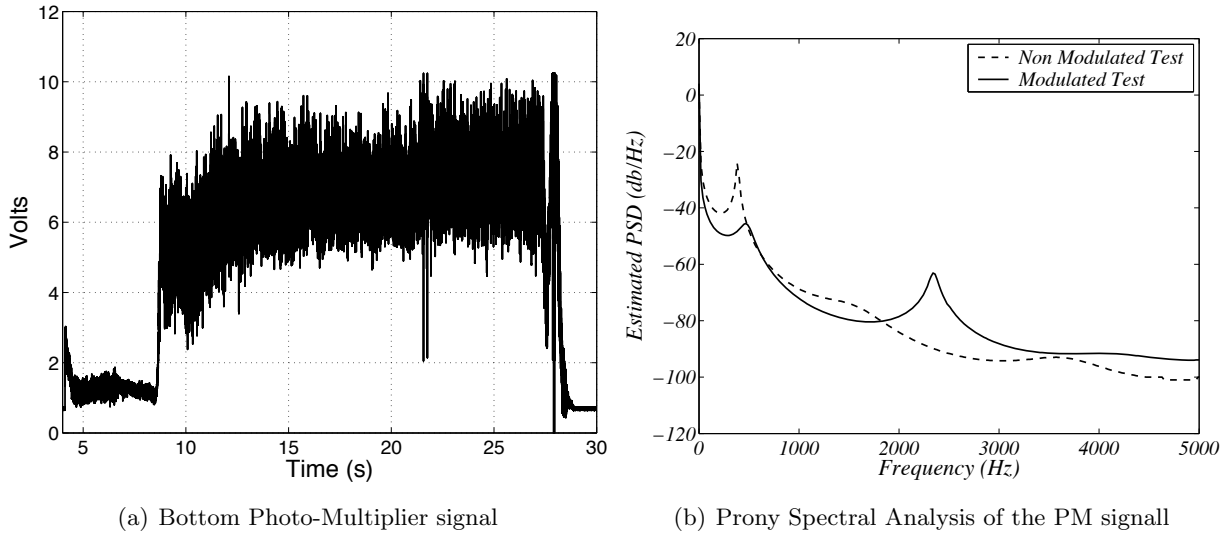 12
10
8
6
4
2
0
Volts
5 10 15 20 25 30
Time (s)
(a) Bottom Photo-Multiplier signal
20
0
−20
−40
−60
−80
−100
−120
Estimated PSD (db/Hz)
Non Modulated Test
Modulated Test
0 1000 2000 3000 4000 5000
Frequency (Hz)
(b) Prony Spectral Analysis of the PM signall